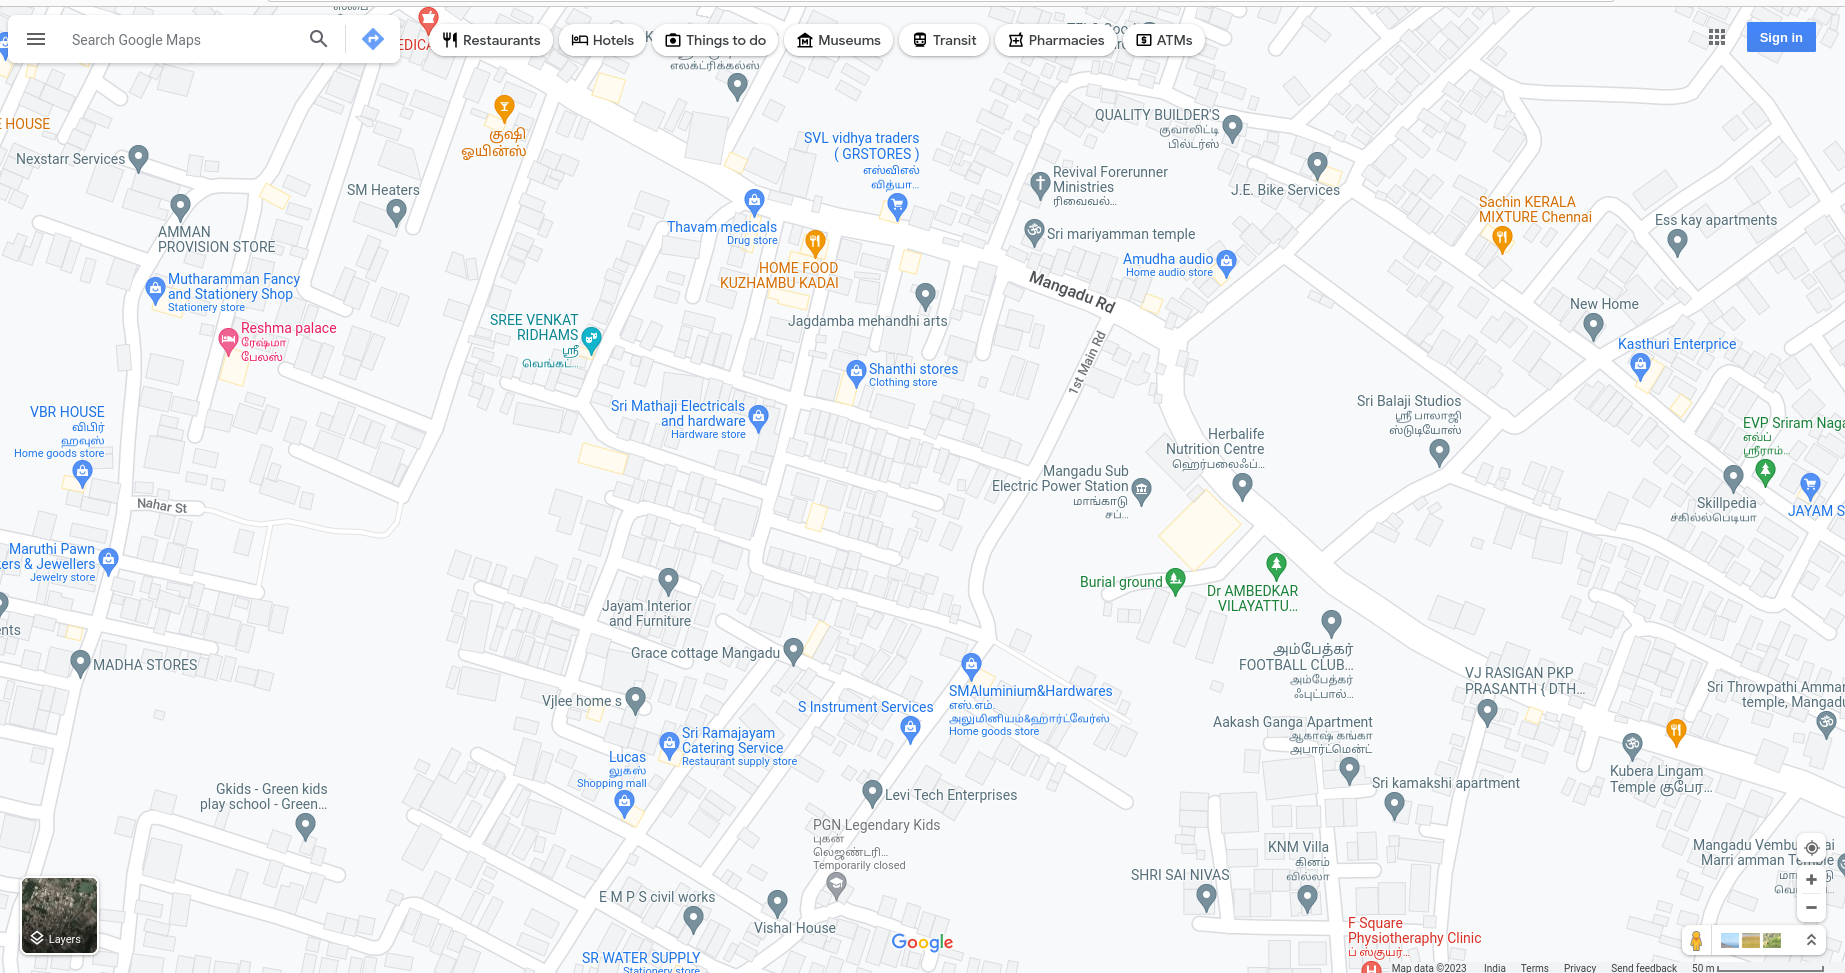 Search Google Maps
Restaurants
Hotels
Things to do
Museums
Transit
Pharmacies
ATMs
Sign in
எலக்ட்ரிக்கல்ஸ்
E HOUSE
குஷி
ஓயின்ஸ்
Nexstarr Services
SM Heaters
SVL vidhya traders
( GRSTORES )
எஸ்விஎல்
வித்யா...
QUALITY BUILDER'S
குவாலிட்டி
பில்டர்ஸ்
Revival Forerunner
Ministries
ரிவைவல்...
J.E. Bike Services
Sachin KERALA
MIXTURE Chennai
Ess kay apartments
AMMAN
PROVISION STORE
Thavam medicals
Drug store
Sri mariyamman temple
Amudha audio
Home audio store
HOME FOOD
KUZHAMBU KADAI
Mangadu Rd
Mutharamman Fancy
and Stationery Shop
Stationery store
New Home
Reshma palace
ரேஷ்மா
பேலஸ்
SREE VENKAT
RIDHAMS
ஸ்ரீ
வெங்கட்...
Jagdamba mehandhi arts
1st Main Rd
Kasthuri Enterprice
Shanthi stores
Clothing store
VBR HOUSE
விபிர்
ஹவுஸ்
Home goods store
Sri Mathaji Electricals
and hardware
Hardware store
Sri Balaji Studios
ஸ்ரீ பாலாஜி
ஸ்டுடியோஸ்
EVP Sriram Naga
எவ்ப்
ஸ்ரீராம்...
Herbalife
Nutrition Centre
ஹெர்பலைஃப்...
Mangadu Sub
Electric Power Station
மாங்காடு
சப்...
Nahar St
Skillpedia
ச்கில்ல்பெடியா
JAYAM S
Maruthi Pawn
kers & Jewellers
Jewelry store
Burial ground
Dr AMBEDKAR
VILAYATTU...
Jayam Interior
and Furniture
ents
MADHA STORES
Grace cottage Mangadu
அம்பேத்கர்
FOOTBALL CLUB...
அம்பேத்கர்
ஃபுட்பால்...
VJ RASIGAN PKP
PRASANTH { DTH...
Sri Throwpathi Amman
temple, Mangadu
SMAluminium&Hardwares
எஸ்.எம்.
அலுமினியம்&ஹார்ட்வேர்ஸ்
Home goods store
Vjlee home s
S Instrument Services
Aakash Ganga Apartment
ஆகாஷ் கங்கா
அபார்ட்மென்ட்
Sri Ramajayam
Catering Service
Restaurant supply store
Lucas
லுகஸ்
Shopping mall
Kubera Lingam
Temple குபேர...
Sri kamakshi apartment
Gkids - Green kids
play school - Green...
Levi Tech Enterprises
PGN Legendary Kids
புகன்
லெஜண்டரி...
Temporarily closed
KNM Villa
கினம்
வில்லா
Mangadu Vembu
Marri amman Temple
SHRI SAI NIVAS
E M P S civil works
Vishal House
F Square
Physiotheraphy Clinic
ப் ஸ்குயர்...
SR WATER SUPPLY
Stationery store
Layers
Google
Map data ©2023
India
Terms
Privacy
Send feedback
50 m